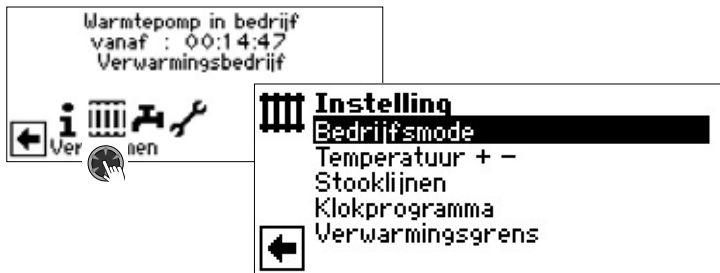 Warmtepomp in bedrijf
vanaf : 00:14:47
Verwarmingsbedrijf
Instelling
Bedrijfsmode
Temperatuur + −
Stooklijnen
Klokprogramma
Verwarmingsgrens